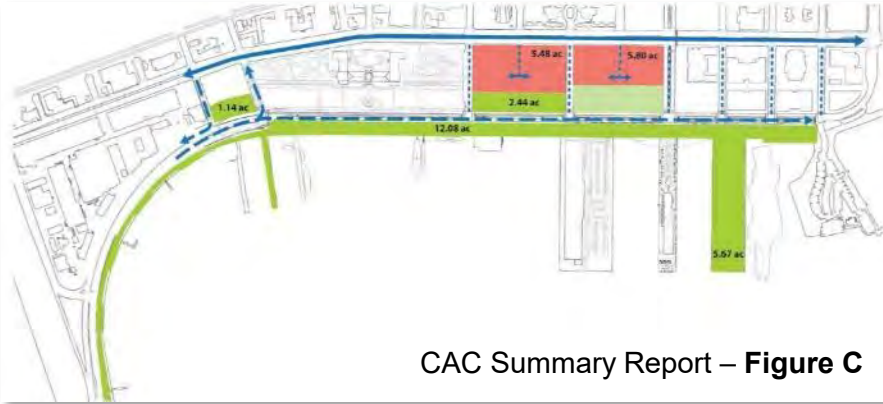 5.48 ac
5.80 ac
1.14 ac
2.44 ac
12.08 ac
5.67 ac
CAC Summary Report – Figure C